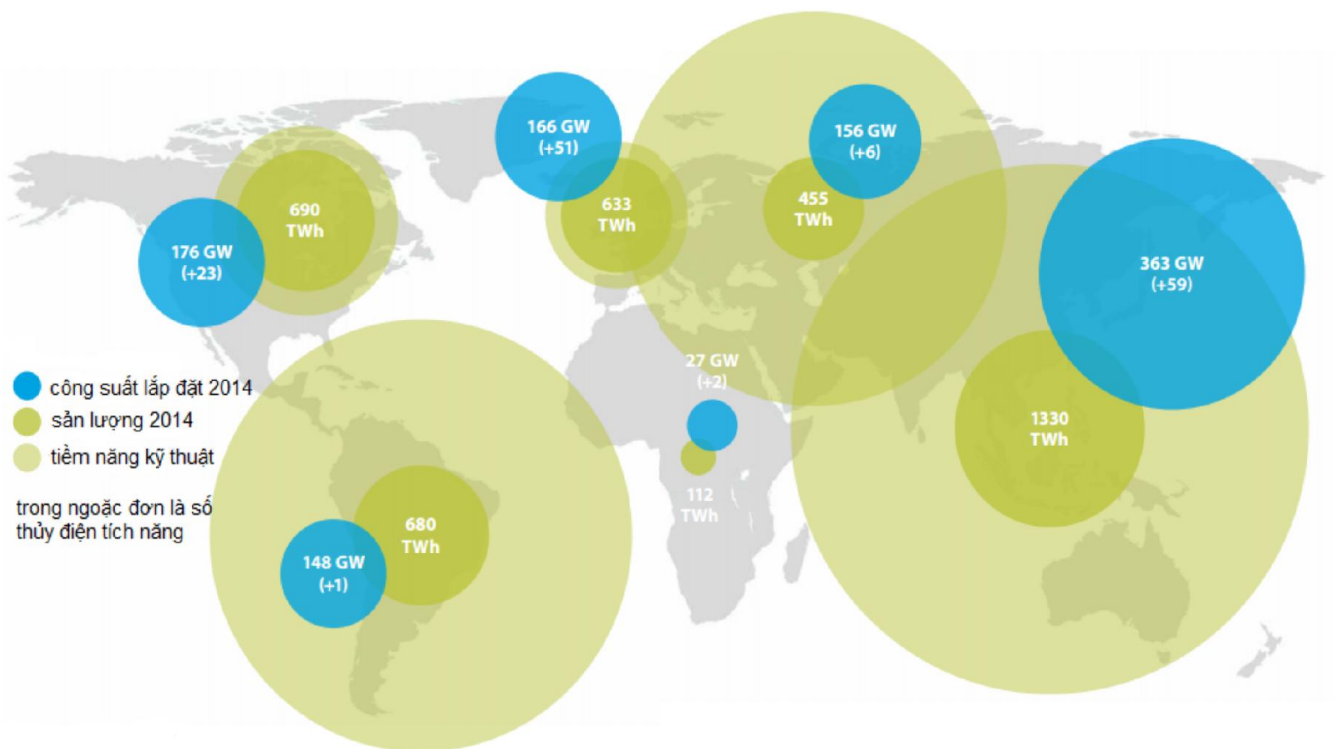 166 GW
(+51)
156 GW
(+6)
690
TWh
633
TWh
455
TWh
176 GW
(+23)
363 GW
(+59)
27 GW
(+2)
công suất lắp đặt 2014
sản lượng 2014
tiềm năng kỹ thuật
1330
TWh
112
TWh
trong ngoặc đơn là số
thủy điện tích năng
680
TWh
148 GW
(+1)